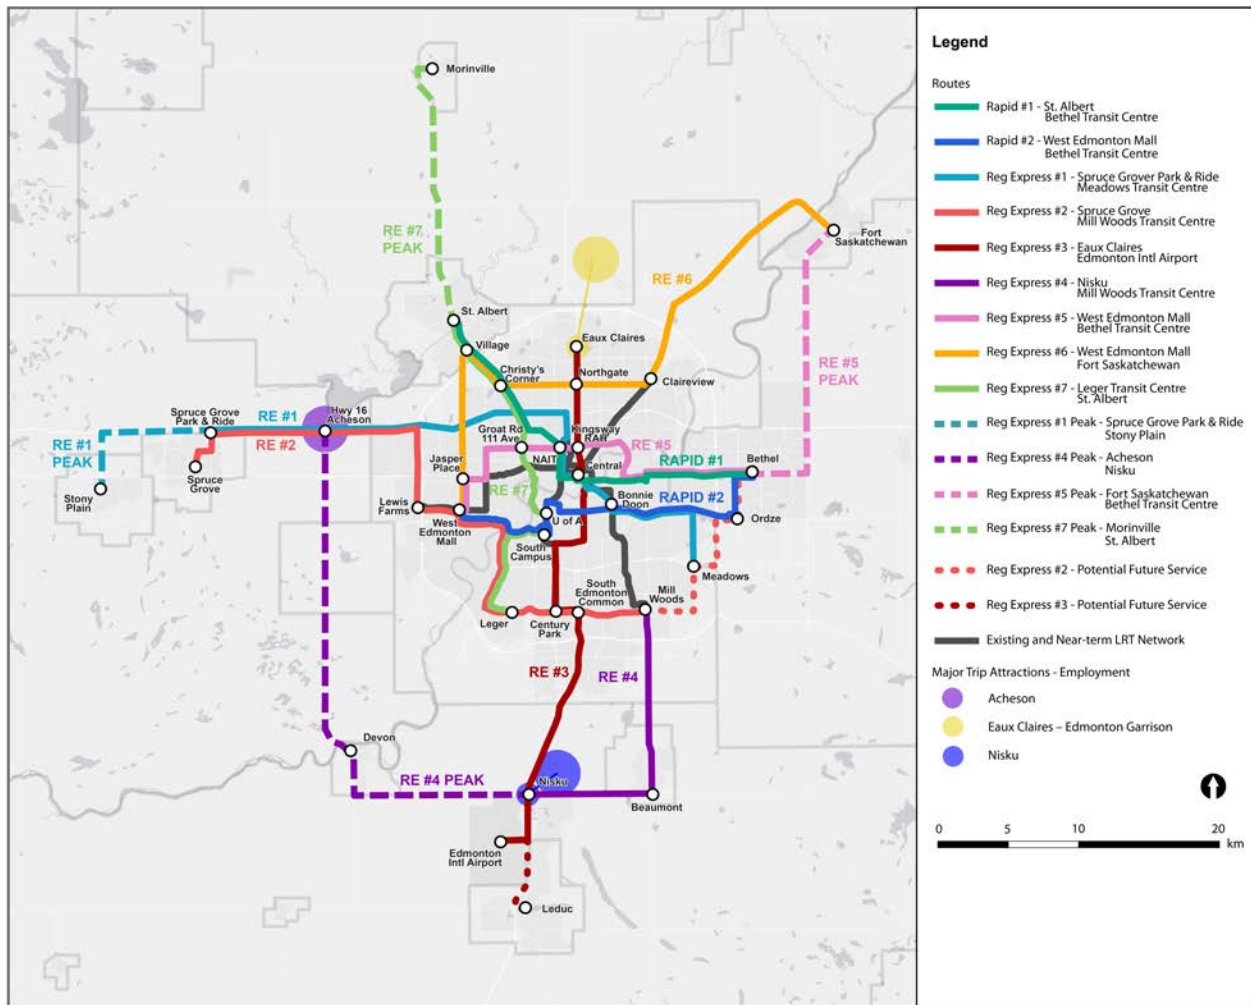 Morinville
RE #7
PEAK
Fort
Saskatchewan
RE #6
St. Albert
Village
Eaux Claires
Christy's
Corner
Northgate
Claireview
RE #5
PEAK
Spruce Grove
Park & Ride
RE #1
Hwy 16
Acheson
RE #2
RE #1
PEAK
Groat Rd
111 Ave
Kingsway
RAH
RE #5
NAIT
Jasper
Place
Central
RAPID #1
Bethel
Spruce
Grove
Stony
Plain
RE #7
Lewis
Farms
West
Edmonton
Mall
Bonnie
Doon
RAPID #2
U of A
Ordze
South
Campus
Meadows
South
Edmonton
Common
Mill
Woods
Leger
Century
Park
RE #3
RE #4
Devon
RE #4 PEAK
Nisku
Beaumont
Edmonton
Intl Airport
Leduc
Legend
Routes
Rapid #1 - St. Albert
Bethel Transit Centre
Rapid #2 - West Edmonton Mall
Bethel Transit Centre
Reg Express #1 - Spruce Grover Park & Ride
Meadows Transit Centre
Reg Express #2 - Spruce Grove
Mill Woods Transit Centre
Reg Express #3 - Eaux Claires
Edmonton Intl Airport
Reg Express #4 - Nisku
Mill Woods Transit Centre
Reg Express #5 - West Edmonton Mall
Bethel Transit Centre
Reg Express #6 - West Edmonton Mall
Fort Saskatchewan
Reg Express #7 - Leger Transit Centre
St. Albert
Reg Express #1 Peak - Spruce Grove Park & Ride
Stony Plain
Reg Express #4 Peak - Acheson
Nisku
Reg Express #5 Peak - Fort Saskatchewan
Bethel Transit Centre
Reg Express #7 Peak - Morinville
St. Albert
Reg Express #2 - Potential Future Service
Reg Express #3 - Potential Future Service
Existing and Near-term LRT Network
Major Trip Attractions - Employment
Acheson
Eaux Claires – Edmonton Garrison
Nisku
0 5 10 20
km